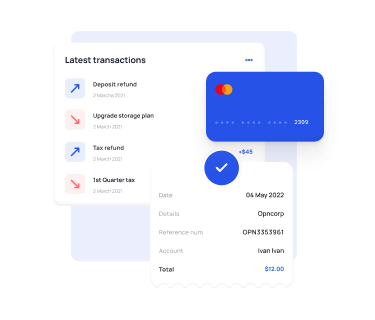 Latest transactions
Deposit refund
2 Marcha 2021
Upgrade storage plan
2 March 2021
Tax refund
2 March 2021
1st Quarter tax
2 March 2021
2309
+$45
Date 06 May 2022
Details Opncorp
Reference num OPN3353961
Account Ivan Ivan
Total $12.00